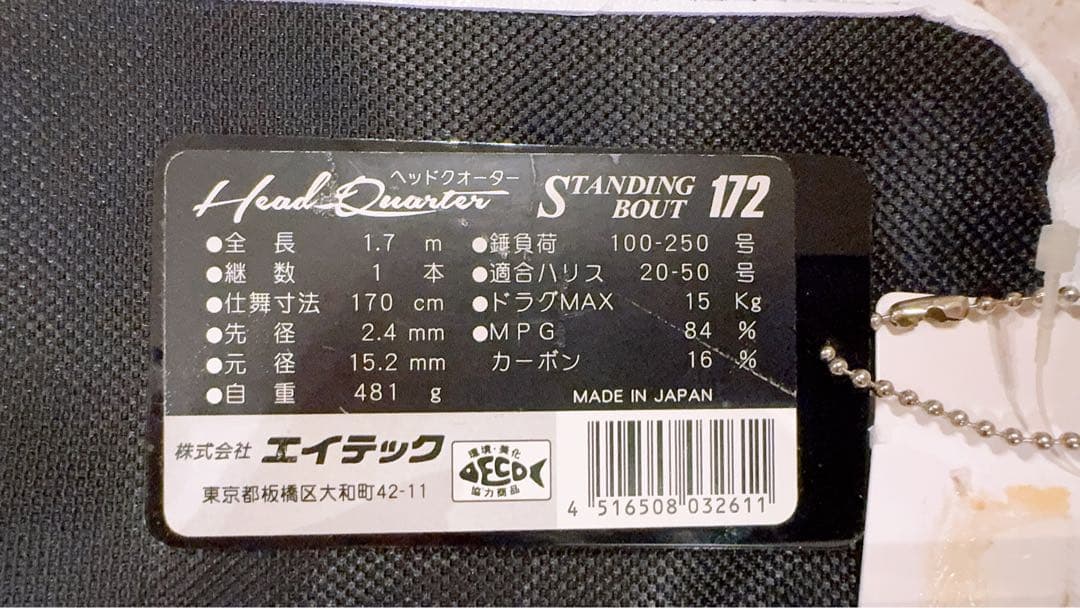 ヘッドクオーター
Head Quarter STANDING BOUT 172
●全長 1.7 m ●錘負荷 100-250 号
●継数 1 本 ●適合ハリス 20-50 号
●仕舞寸法 170 cm ●ドラグMAX 15 Kg
●先径 2.4 mm ●MPG 84 %
●元径 15.2 mm カーボン 16 %
●自重 481 g MADE IN JAPAN
株式会社 エイテック
東京都板橋区大和町42-11
環境・美化
ECO
協力商品
4 516508 032611